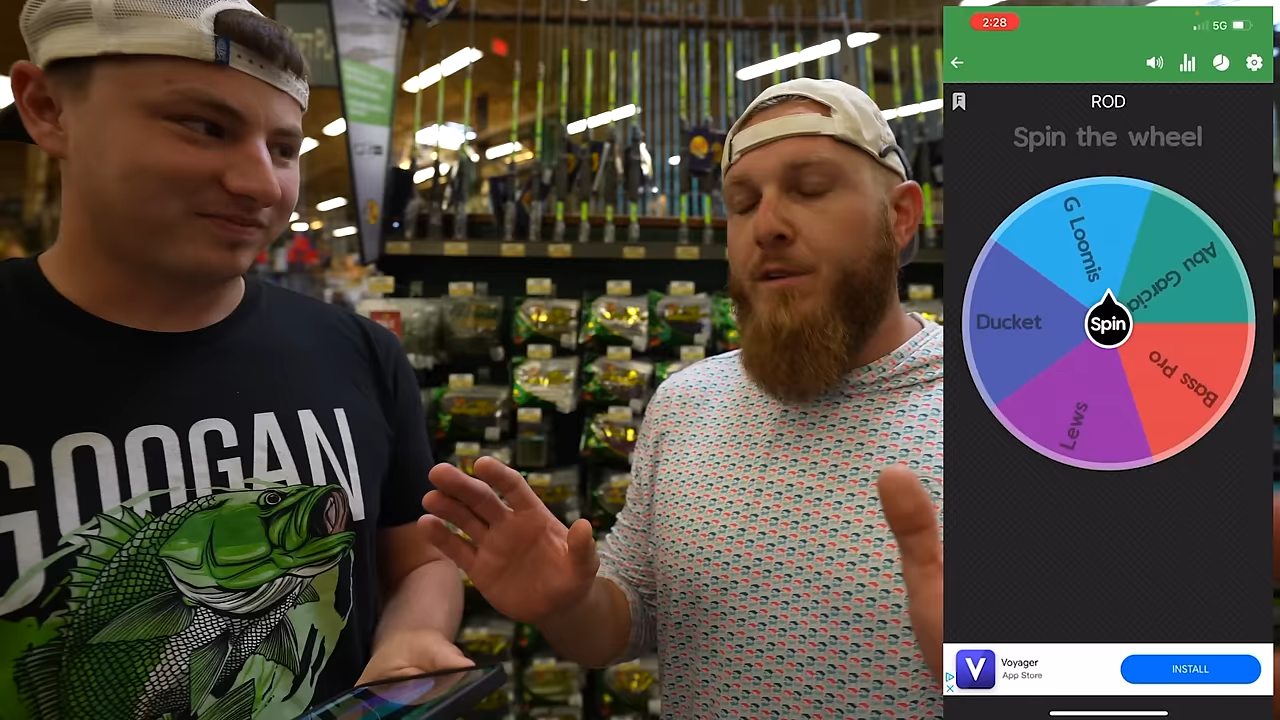 GOOGAN
2:28
5G
ROD
Spin the wheel
G Loomis
Abu Garcia
Ducket
Spin
Bass Pro
Lews
V
Voyager
App Store
INSTALL